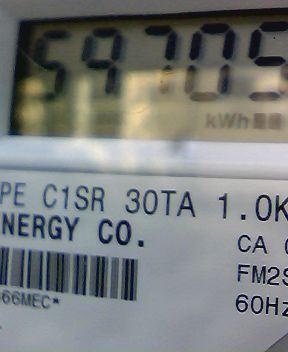 59705
kWh
PE C1SR 30TA 1.0K
NERGY CO.
CA
FM2S
66MEC*
60Hz